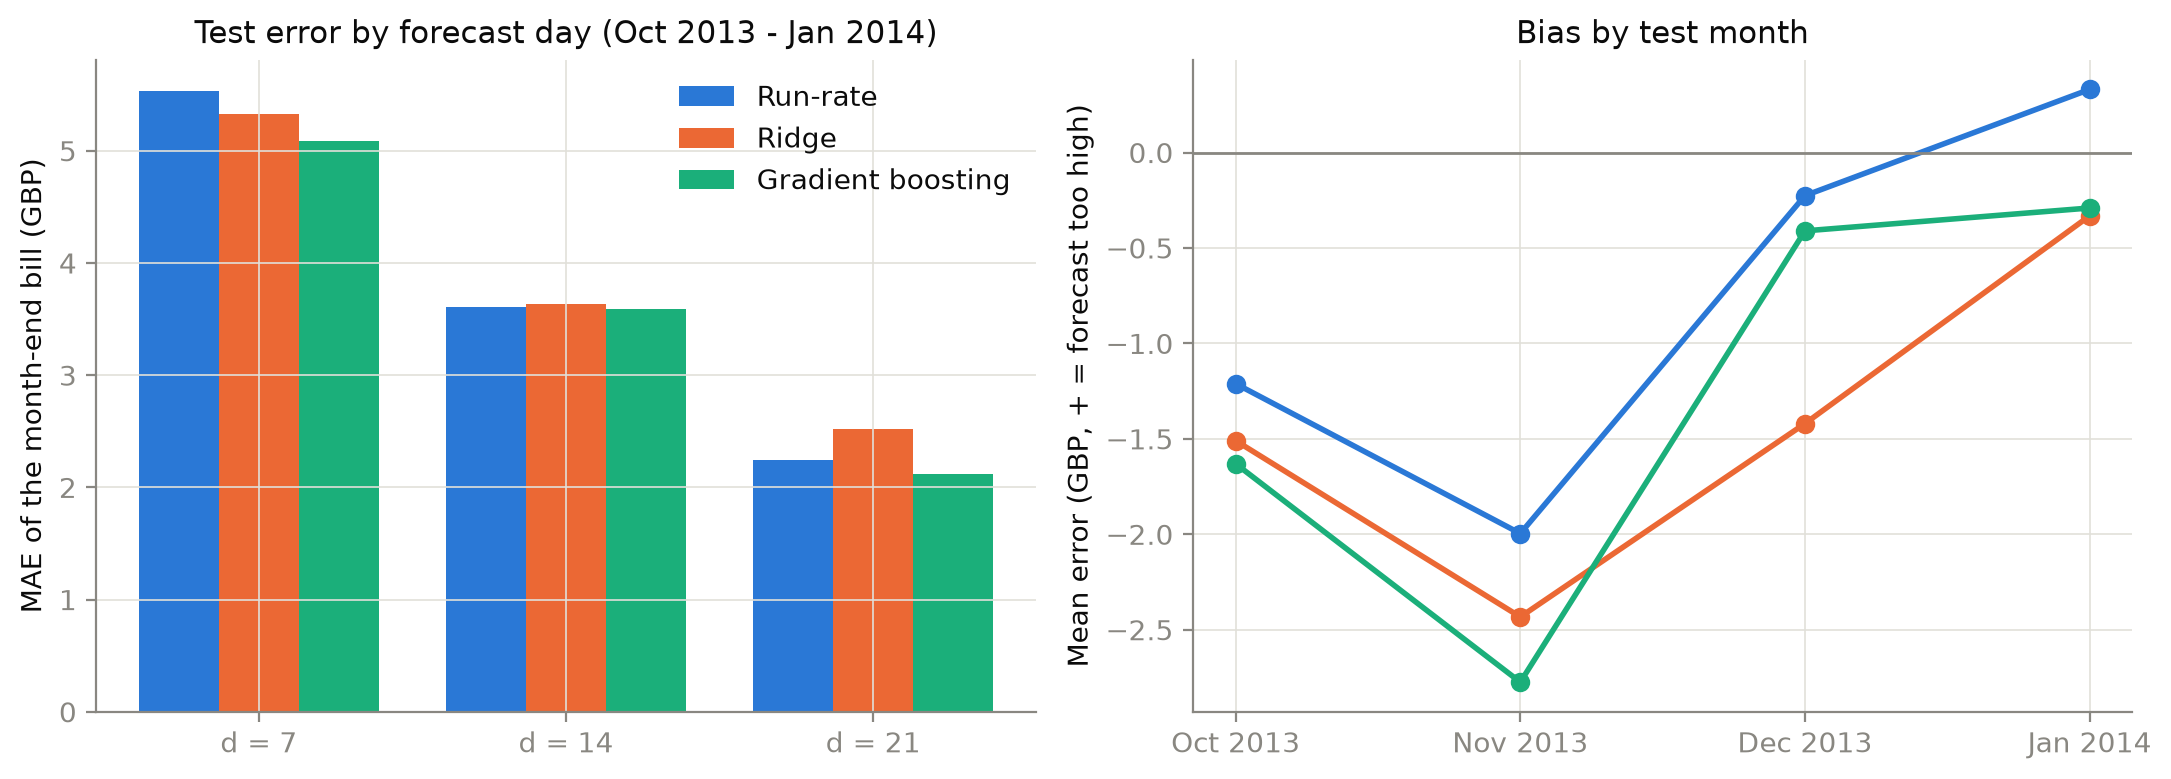 Test error by forecast day (Oct 2013 - Jan 2014)
MAE of the month-end bill (GBP)
5
4
3
2
1
0
d = 7
d = 14
d = 21
Run-rate
Ridge
Gradient boosting
Bias by test month
Mean error (GBP, + = forecast too high)
0.0
−0.5
−1.0
−1.5
−2.0
−2.5
Oct 2013
Nov 2013
Dec 2013
Jan 2014